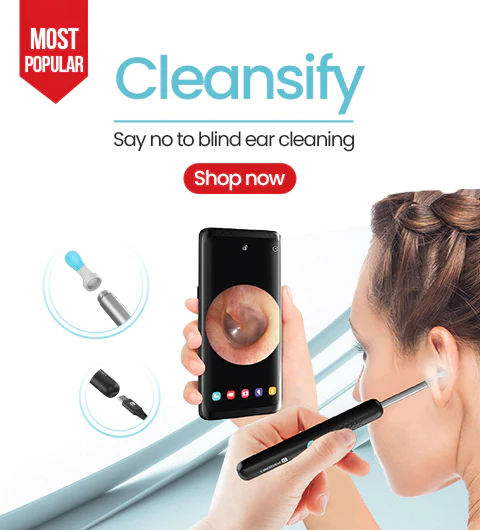 MOST
POPULAR
Cleansify
Say no to blind ear cleaning
Shop now